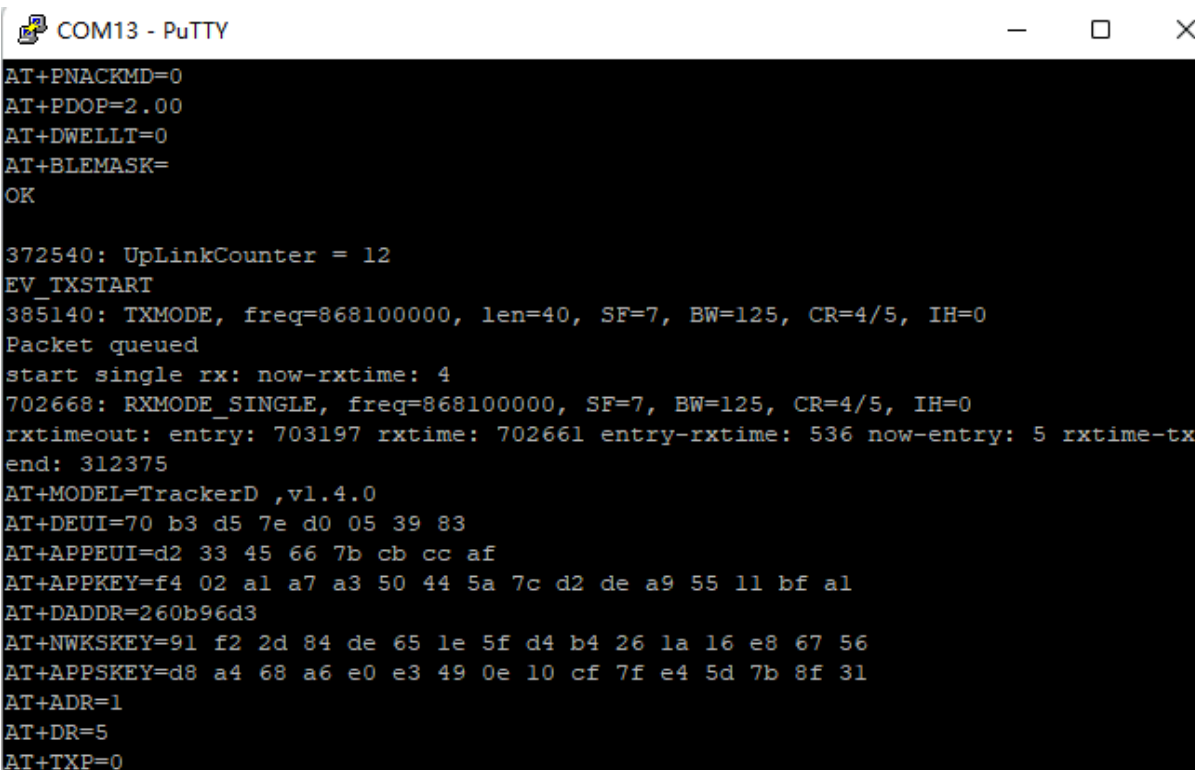 COM13 - PuTTY
AT+PNACKMD=0
AT+PDOP=2.00
AT+DWELLT=0
AT+BLEMASK=
OK
372540: UpLinkCounter = 12
EV_TXSTART
385140: TXMODE, freq=868100000, len=40, SF=7, BW=125, CR=4/5, IH=0
Packet queued
start single rx: now-rxtime: 4
702668: RXMODE_SINGLE, freq=868100000, SF=7, BW=125, CR=4/5, IH=0
rxtimeout: entry: 703197 rxtime: 702661 entry-rxtime: 536 now-entry: 5 rxtime-tx
end: 312375
AT+MODEL=TrackerD ,v1.4.0
AT+DEUI=70 b3 d5 7e d0 05 39 83
AT+APPEUI=d2 33 45 66 7b cb cc af
AT+APPKEY=f4 02 a1 a7 a3 50 44 5a 7c d2 de a9 55 11 bf a1
AT+DADDR=260b96d3
AT+NWKSKEY=91 f2 2d 84 de 65 1e 5f d4 b4 26 1a 16 e8 67 56
AT+APPSKEY=d8 a4 68 a6 e0 e3 49 0e 10 cf 7f e4 5d 7b 8f 31
AT+ADR=1
AT+DR=5
AT+TXP=0